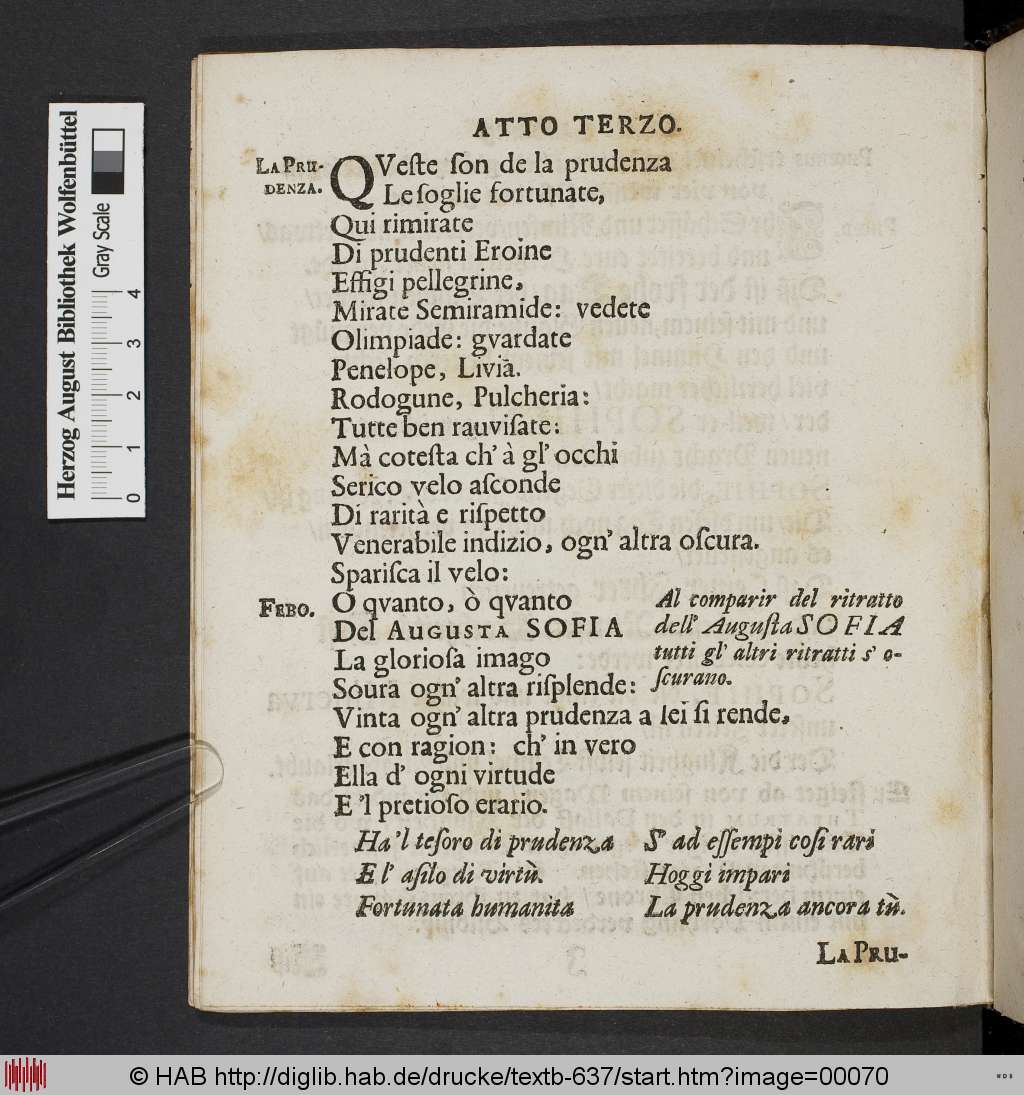 ATTO TERZO.
LA PRU-
DENZA.
QVeſte ſon de la prudenza
Le ſoglie fortunate,
Qui rimirate
Di prudenti Eroine
Effigi pellegrine,
Mirate Semiramide: vedete
Olimpiade: gvardate
Penelope, Livia.
Rodogune, Pulcheria:
Tutte ben rauviſate:
Mà coteſta ch' à gl' occhi
Serico velo aſconde
Di rarità e riſpetto
Venerabile indizio, ogn' altra oſcura.
Spariſca il velo:
FEBO.
O qvanto, ò qvanto
Del AUGUSTA SOFIA
La glorioſa imago
Soura ogn' altra riſplende:
Vinta ogn' altra prudenza a lei ſi rende,
E con ragion: ch' in vero
Ella d' ogni virtude
E 'l pretioſo erario.
Al comparir del ritratto
dell' Auguſta SOFIA
tutti gl' altri ritratti s' o-
ſcurano.
Ha 'l teſoro di prudenza
E l' aſilo di virtù.
Fortunata humanita
S' ad eſſempi coſi rari
Hoggi impari
La prudenza ancora tù.
LA PRU-
Herzog August Bibliothek Wolfenbüttel
Gray Scale
0 1 2 3 4
© HAB http://diglib.hab.de/drucke/textb-637/start.htm?image=00070